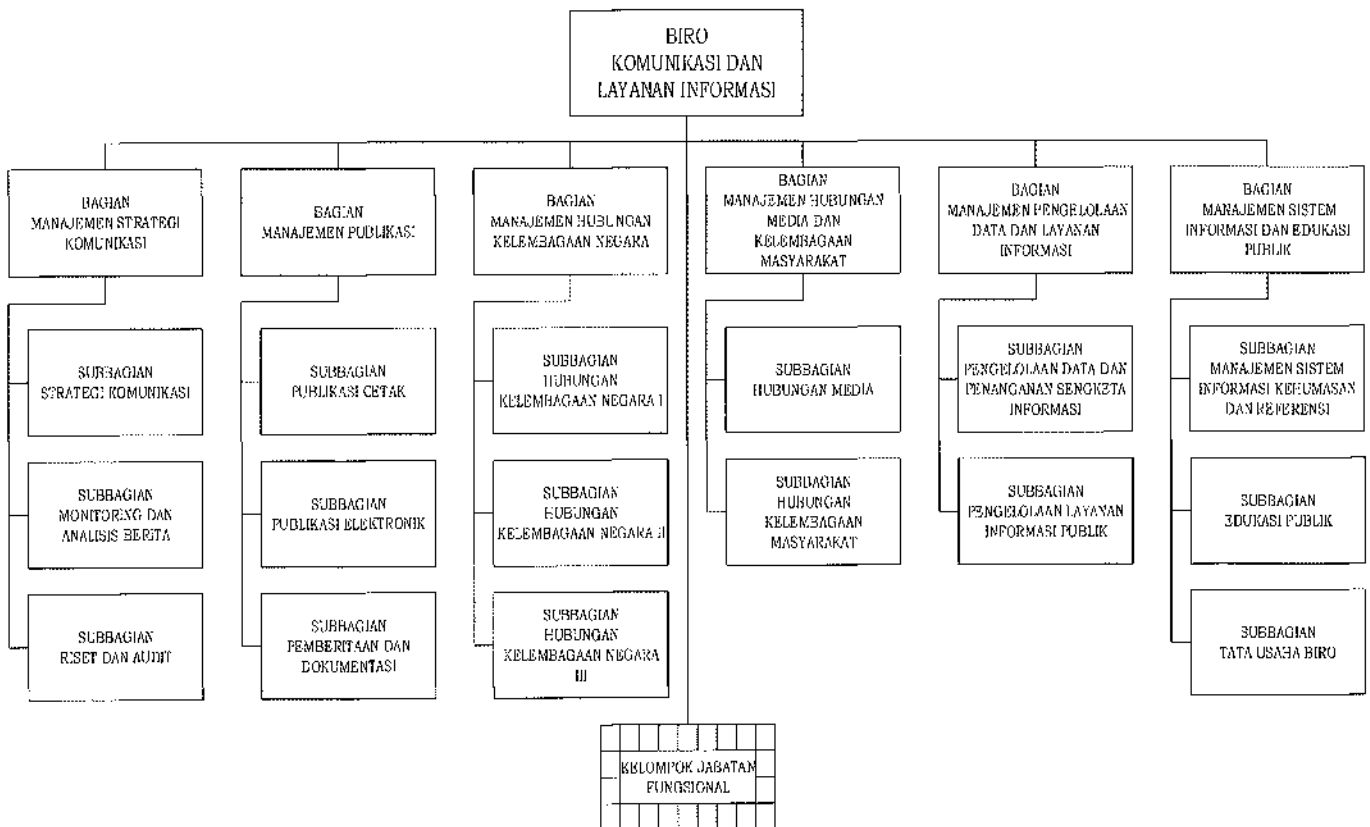 BIRO
KOMUNIKASI DAN
LAYANAN INFORMASI
BAGIAN
MANAJEMEN STRATEGI
KOMUNIKASI
BAGIAN
MANAJEMEN PUBLIKASI
BAGIAN
MANAJEMEN HUBUNGAN
KELEMBAGAAN NEGARA
BAGIAN
MANAJEMEN HUBUNGAN
MEDIA DAN
KELEMBAGAAN
MASYARAKAT
BAGIAN
MANAJEMEN PENGELOLAAN
DATA DAN LAYANAN
INFORMASI
BAGIAN
MANAJEMEN SISTEM
INFORMASI DAN EDUKASI
PUBLIK
SUBBAGIAN
STRATEGI KOMUNIKASI
SUBBAGIAN
PUBLIKASI CETAK
SUBBAGIAN
HUBUNGAN
KELEMBAGAAN NEGARA I
SUBBAGIAN
HUBUNGAN MEDIA
SUBBAGIAN
PENGELOLAAN DATA DAN
PENANGANAN SENGKETA
INFORMASI
SUBBAGIAN
MANAJEMEN SISTEM
INFORMASI KEHUMASAN
DAN REFERENSI
SUBBAGIAN
MONITORING DAN
ANALISIS BERITA
SUBBAGIAN
PUBLIKASI ELEKTRONIK
SUBBAGIAN
HUBUNGAN
KELEMBAGAAN NEGARA II
SUBBAGIAN
HUBUNGAN
KELEMBAGAAN
MASYARAKAT
SUBBAGIAN
PENGELOLAAN LAYANAN
INFORMASI PUBLIK
SUBBAGIAN
EDUKASI PUBLIK
SUBBAGIAN
RISET DAN AUDIT
SUBBAGIAN
PEMBERITAAN DAN
DOKUMENTASI
SUBBAGIAN
HUBUNGAN
KELEMBAGAAN NEGARA
III
SUBBAGIAN
TATA USAHA BIRO
KELOMPOK JABATAN
FUNGSIONAL